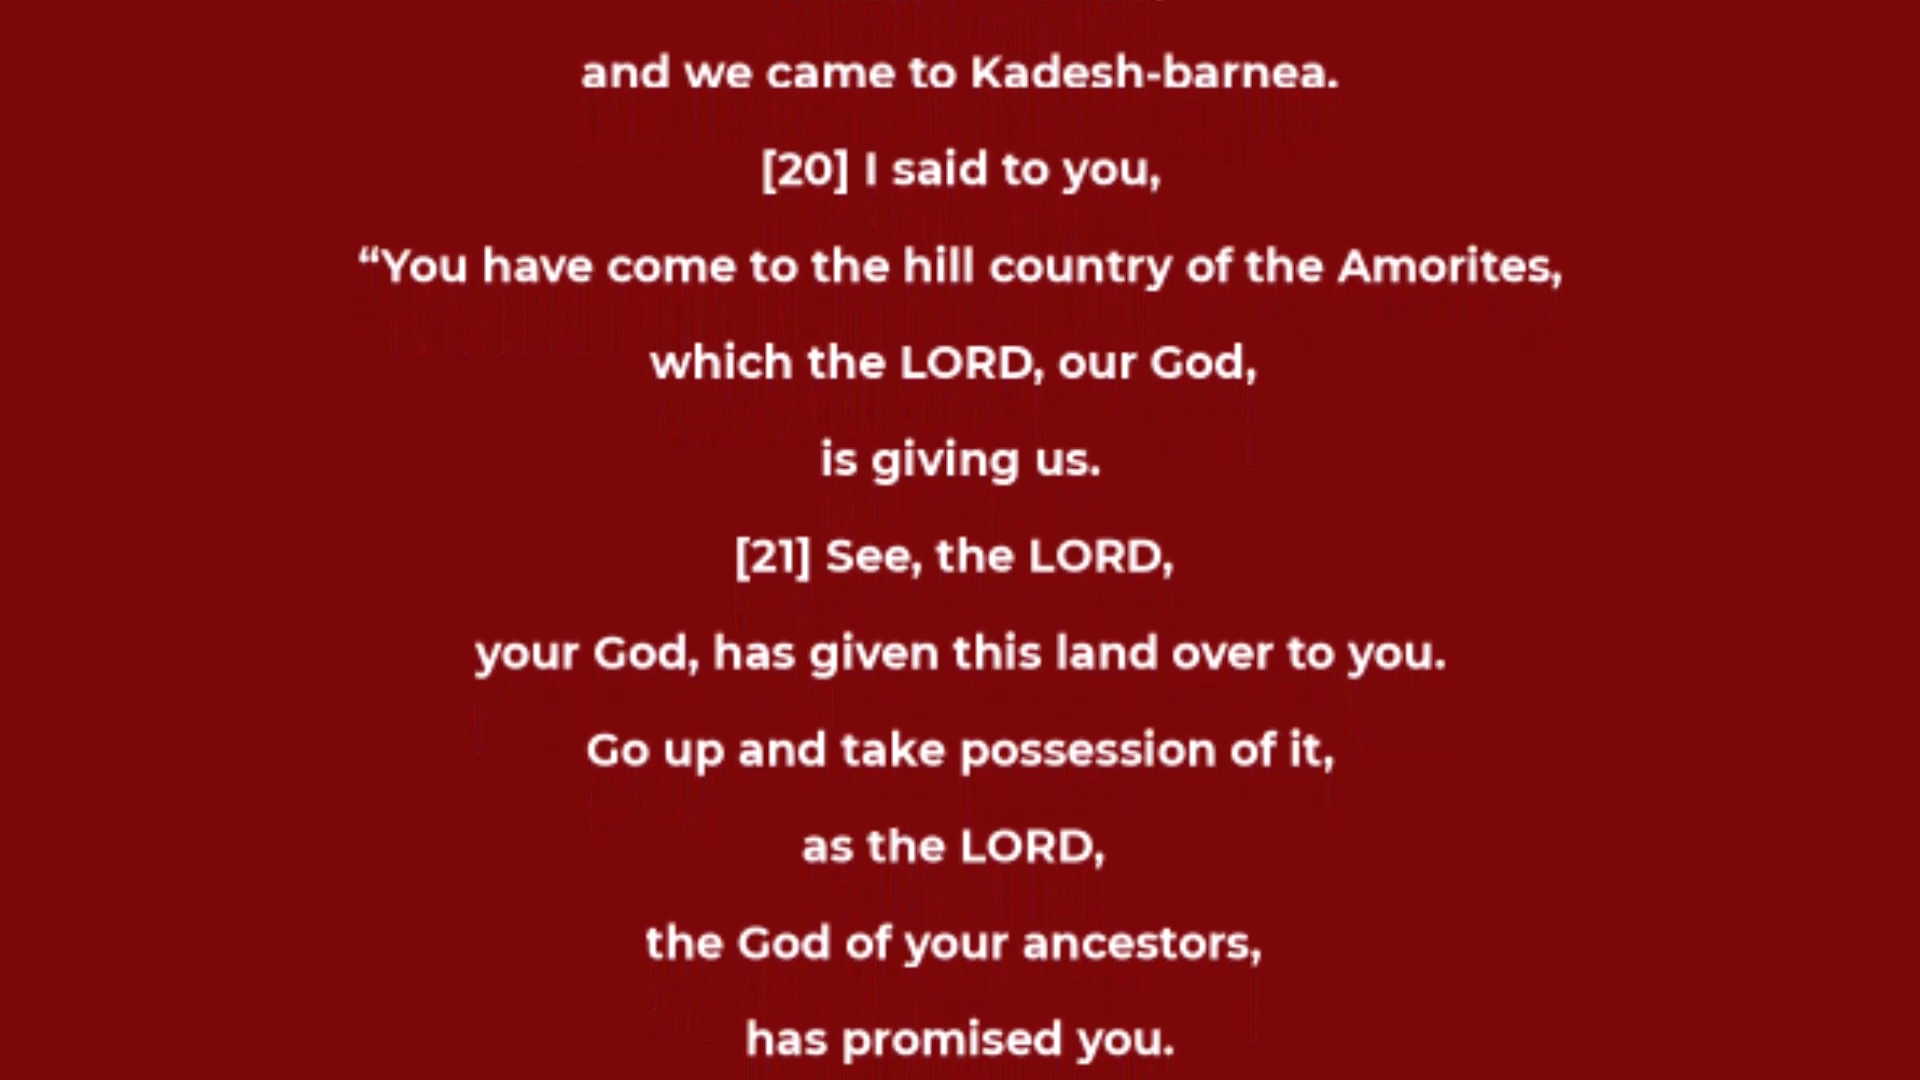 and we came to Kadesh-barnea.
[20] I said to you,
“You have come to the hill country of the Amorites,
which the LORD, our God,
is giving us.
[21] See, the LORD,
your God, has given this land over to you.
Go up and take possession of it,
as the LORD,
the God of your ancestors,
has promised you.